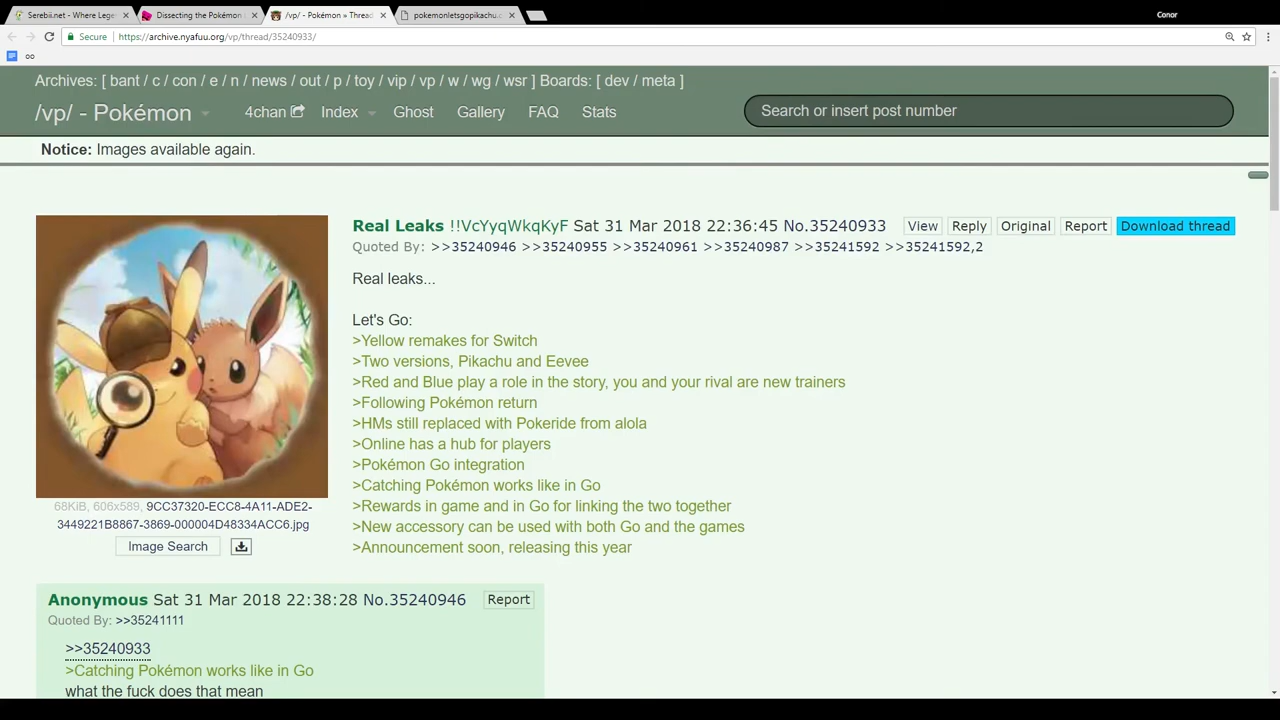 Serebii.net - Where Lege
Dissecting the Pokémon
/vp/ - Pokémon » Thread
pokemonletsgopikachu.
Conor
Secure
https://archive.nyafuu.org/vp/thread/35240933/
Archives: [ bant / c / con / e / n / news / out / p / toy / vip / vp / w / wg / wsr ] Boards: [ dev / meta ]
/vp/ - Pokémon
4chan
Index
Ghost
Gallery
FAQ
Stats
Search or insert post number
Notice: Images available again.
Real Leaks !!VcYyqWkqKyF Sat 31 Mar 2018 22:36:45 No.35240933
View
Reply
Original
Report
Download thread
Quoted By: >>35240946 >>35240955 >>35240961 >>35240987 >>35241592 >>35241592,2
Real leaks...
Let's Go:
>Yellow remakes for Switch
>Two versions, Pikachu and Eevee
>Red and Blue play a role in the story, you and your rival are new trainers
>Following Pokémon return
>HMs still replaced with Pokeride from alola
>Online has a hub for players
>Pokémon Go integration
>Catching Pokémon works like in Go
>Rewards in game and in Go for linking the two together
>New accessory can be used with both Go and the games
>Announcement soon, releasing this year
68KiB, 606x589, 9CC37320-ECC8-4A11-ADE2-
3449221B8867-3869-000004D48334ACC6.jpg
Image Search
Anonymous Sat 31 Mar 2018 22:38:28 No.35240946
Report
Quoted By: >>35241111
>>35240933
>Catching Pokémon works like in Go
what the fuck does that mean